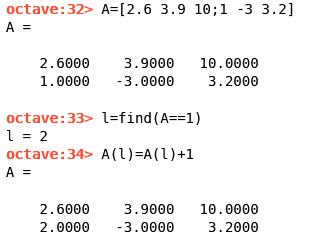 octave:32> A=[2.6 3.9 10;1 -3 3.2]
A =
2.6000 3.9000 10.0000
1.0000 -3.0000 3.2000
octave:33> l=find(A==1)
l = 2
octave:34> A(l)=A(l)+1
A =
2.6000 3.9000 10.0000
2.0000 -3.0000 3.2000